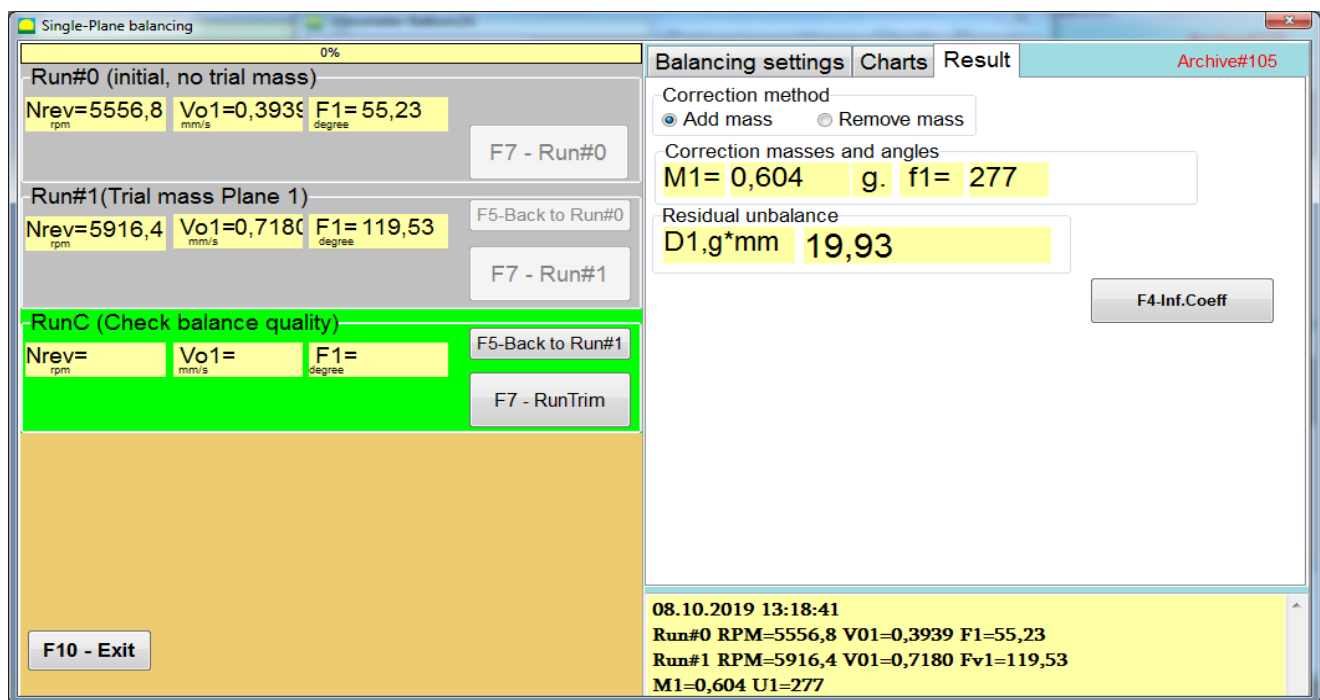 Single-Plane balancing
0%
Run#0 (initial, no trial mass)
Nrev=5556,8 Vo1=0,3939 F1= 55,23
rpm mm/s degree
F7 - Run#0
Run#1(Trial mass Plane 1)
Nrev=5916,4 Vo1=0,7180 F1= 119,53
rpm mm/s degree
F5-Back to Run#0
F7 - Run#1
RunC (Check balance quality)
Nrev= Vo1= F1=
rpm mm/s degree
F5-Back to Run#1
F7 - RunTrim
F10 - Exit
Balancing settings Charts Result Archive#105
Correction method
Add mass Remove mass
Correction masses and angles
M1= 0,604 g. f1= 277
Residual unbalance
D1,g*mm 19,93
F4-Inf.Coeff
08.10.2019 13:18:41
Run#0 RPM=5556,8 V01=0,3939 F1=55,23
Run#1 RPM=5916,4 V01=0,7180 Fv1=119,53
M1=0,604 U1=277